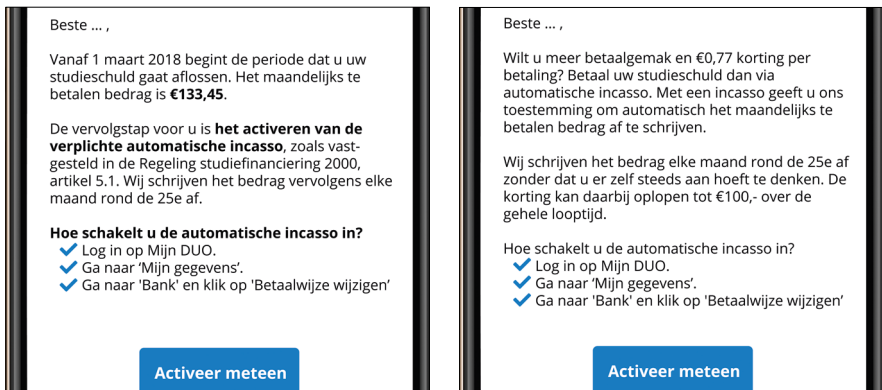 Beste ... ,
Vanaf 1 maart 2018 begint de periode dat u uw
studieschuld gaat aflossen. Het maandelijks te
betalen bedrag is €133,45.
De vervolgstap voor u is het activeren van de
verplichte automatische incasso, zoals vast-
gesteld in de Regeling studiefinanciering 2000,
artikel 5.1. Wij schrijven het bedrag vervolgens elke
maand rond de 25e af.
Hoe schakelt u de automatische incasso in?
Log in op Mijn DUO.
Ga naar ‘Mijn gegevens’.
Ga naar 'Bank' en klik op 'Betaalwijze wijzigen’
Activeer meteen
Beste ... ,
Wilt u meer betaalgemak en €0,77 korting per
betaling? Betaal uw studieschuld dan via
automatische incasso. Met een incasso geeft u ons
toestemming om automatisch het maandelijks te
betalen bedrag af te schrijven.
Wij schrijven het bedrag elke maand rond de 25e af
zonder dat u er zelf steeds aan hoeft te denken. De
korting kan daarbij oplopen tot €100,- over de
gehele looptijd.
Hoe schakelt u de automatische incasso in?
Log in op Mijn DUO.
Ga naar ‘Mijn gegevens’.
Ga naar 'Bank' en klik op 'Betaalwijze wijzigen’
Activeer meteen